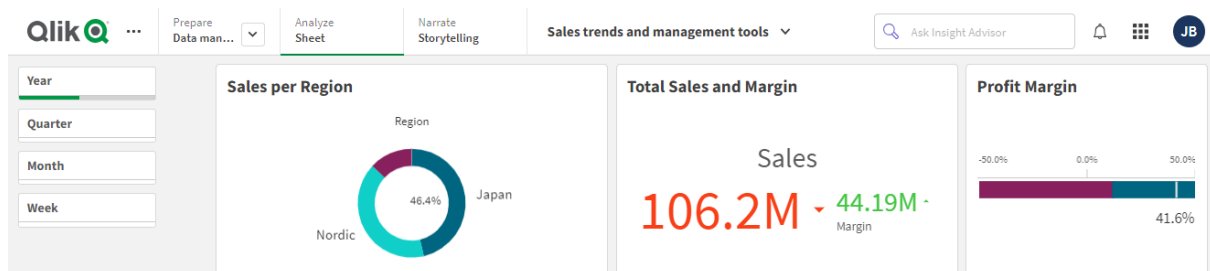 Qlik
Prepare
Data man...
Analyze
Sheet
Narrate
Storytelling
Sales trends and management tools
Ask Insight Advisor
JB
Year
Quarter
Month
Week
Sales per Region
Region
46.4%
Japan
Nordic
Total Sales and Margin
Sales
106.2M
44.19M
Margin
Profit Margin
-50.0% 0.0% 50.0%
41.6%